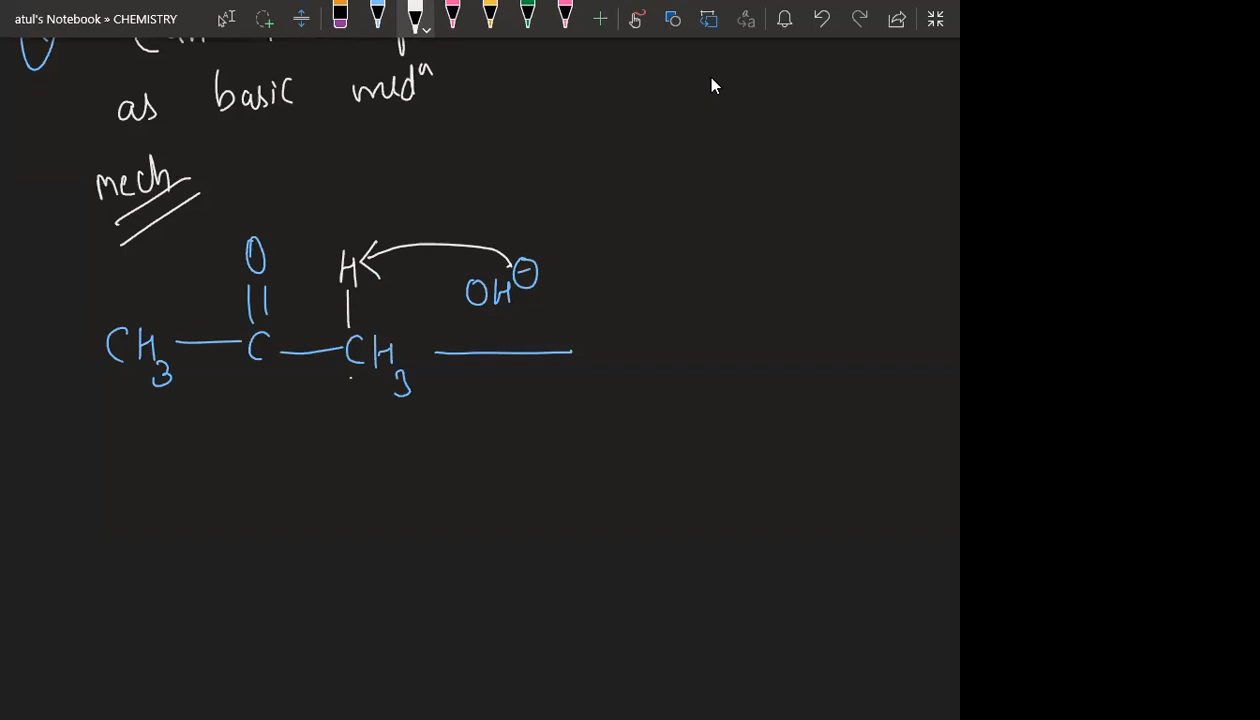 atul's Notebook » CHEMISTRY
as basic medⁿ
Mech
O H OH⊖
CH3 — C — CH3